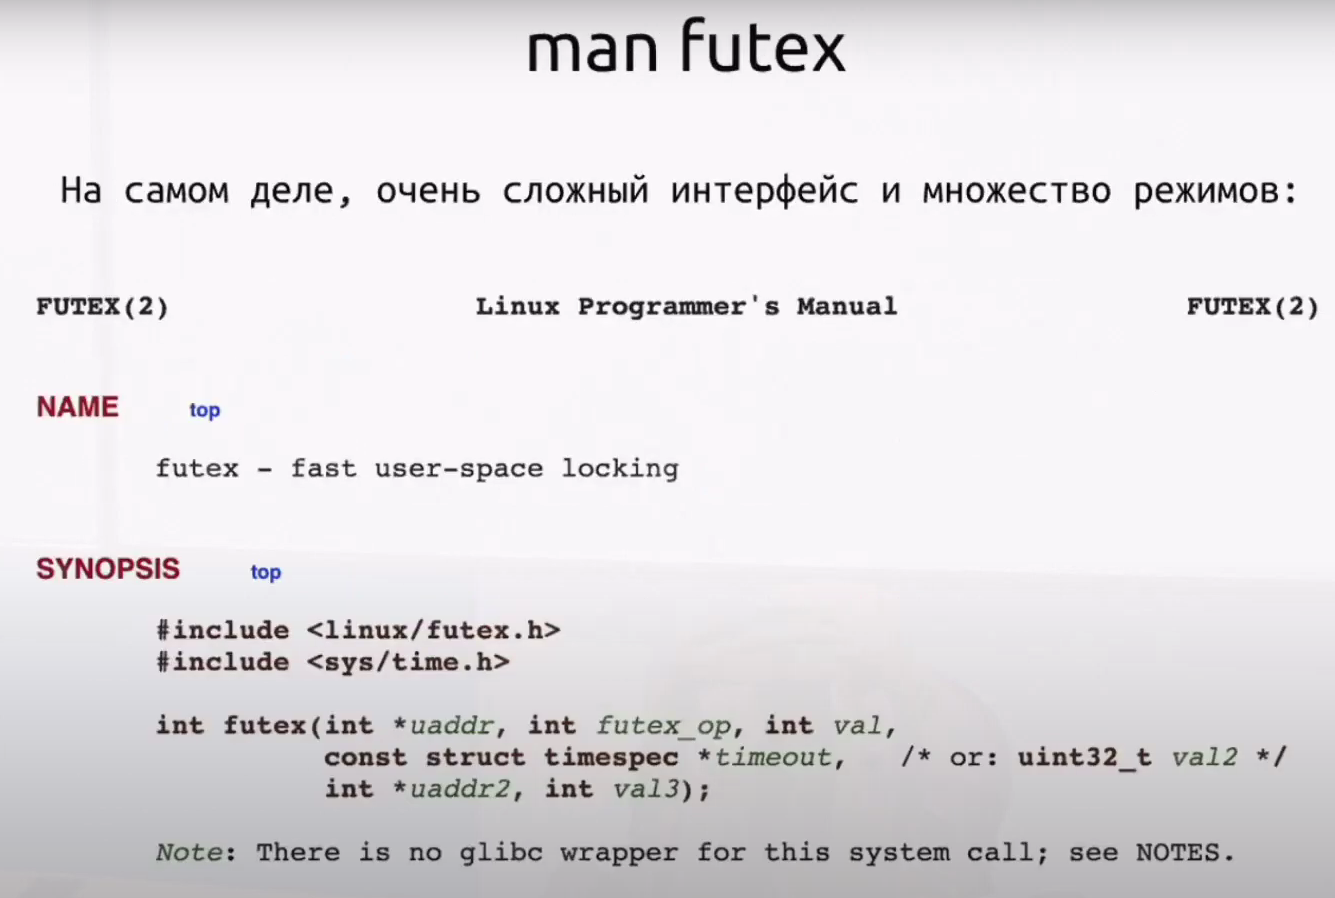 man futex
На самом деле, очень сложный интерфейс и множество режимов:
FUTEX(2) Linux Programmer's Manual FUTEX(2)
NAME top
futex – fast user-space locking
SYNOPSIS top
#include <linux/futex.h>
#include <sys/time.h>
int futex(int *uaddr, int futex_op, int val,
const struct timespec *timeout, /* or: uint32_t val2 */
int *uaddr2, int val3);
Note: There is no glibc wrapper for this system call; see NOTES.